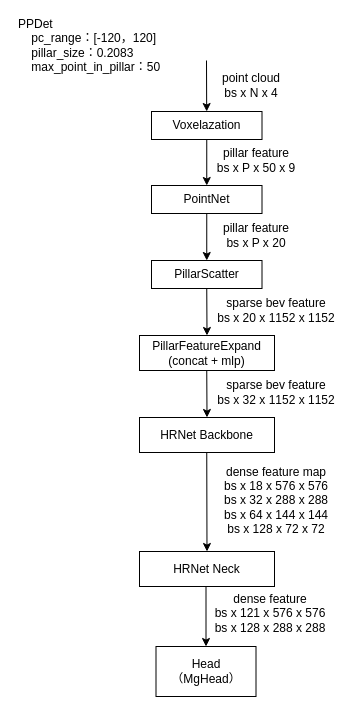 PPDet
pc_range：[-120，120]
pillar_size：0.2083
max_point_in_pillar：50
point cloud
bs x N x 4
Voxelazation
pillar feature
bs x P x 50 x 9
PointNet
pillar feature
bs x P x 20
PillarScatter
sparse bev feature
bs x 20 x 1152 x 1152
PillarFeatureExpand
(concat + mlp)
sparse bev feature
bs x 32 x 1152 x 1152
HRNet Backbone
dense feature map
bs x 18 x 576 x 576
bs x 32 x 288 x 288
bs x 64 x 144 x 144
bs x 128 x 72 x 72
HRNet Neck
dense feature
bs x 121 x 576 x 576
bs x 128 x 288 x 288
Head
（MgHead）